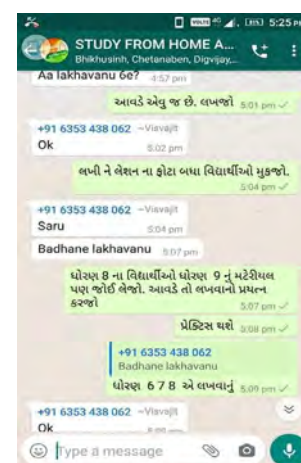 5:25 PM
STUDY FROM HOME A...
Bhikhusinh, Chetanaben, Digvijay,...
Aa lakhavanu 6e? 4:57 pm
આવડે એવુ જ છે. લખજો 5:01 pm
+91 6353 438 062 ~Visvajit
Ok 5:02 pm
લખી ને લેશન ના ફોટા બધા વિદ્યાર્થીઓ મુકજો.
5:04 pm
+91 6353 438 062 ~Visvajit
Saru 5:04 pm
Badhane lakhavanu 5:07 pm
ધોરણ 8 ના વિદ્યાર્થીઓ ધોરણ 9 નું મટેરીયલ
પણ જોઈ લેજો. આવડે તો લખવાનો પ્રયત્ન
કરજો 5:07 pm
પ્રેક્ટિસ થશે 5:08 pm
+91 6353 438 062
Badhane lakhavanu
ધોરણ 6 7 8 એ લખવાનું 5:09 pm
+91 6353 438 062 ~Visvajit
Ok
Type a message